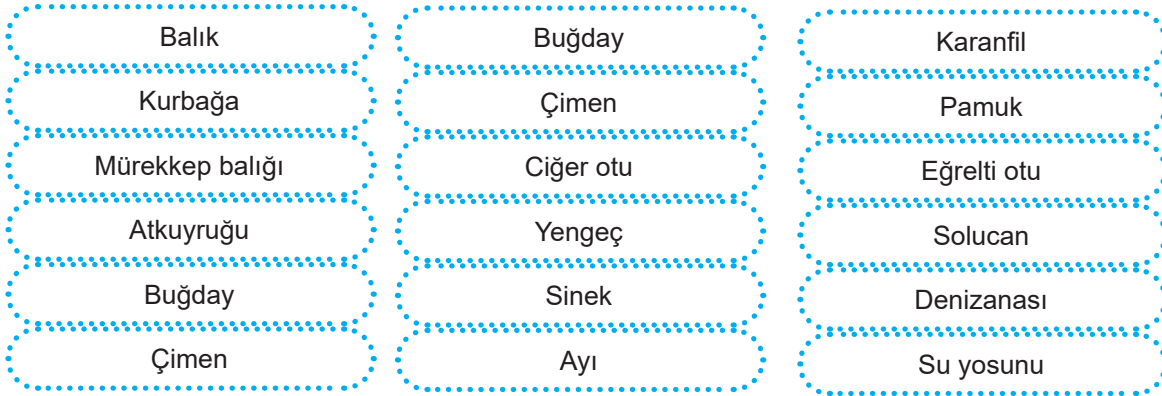 Balık
Kurbağa
Mürekkep balığı
Atkuyruğu
Buğday
Çimen
Buğday
Çimen
Ciğer otu
Yengeç
Sinek
Ayı
Karanfil
Pamuk
Eğrelti otu
Solucan
Denizanası
Su yosunu